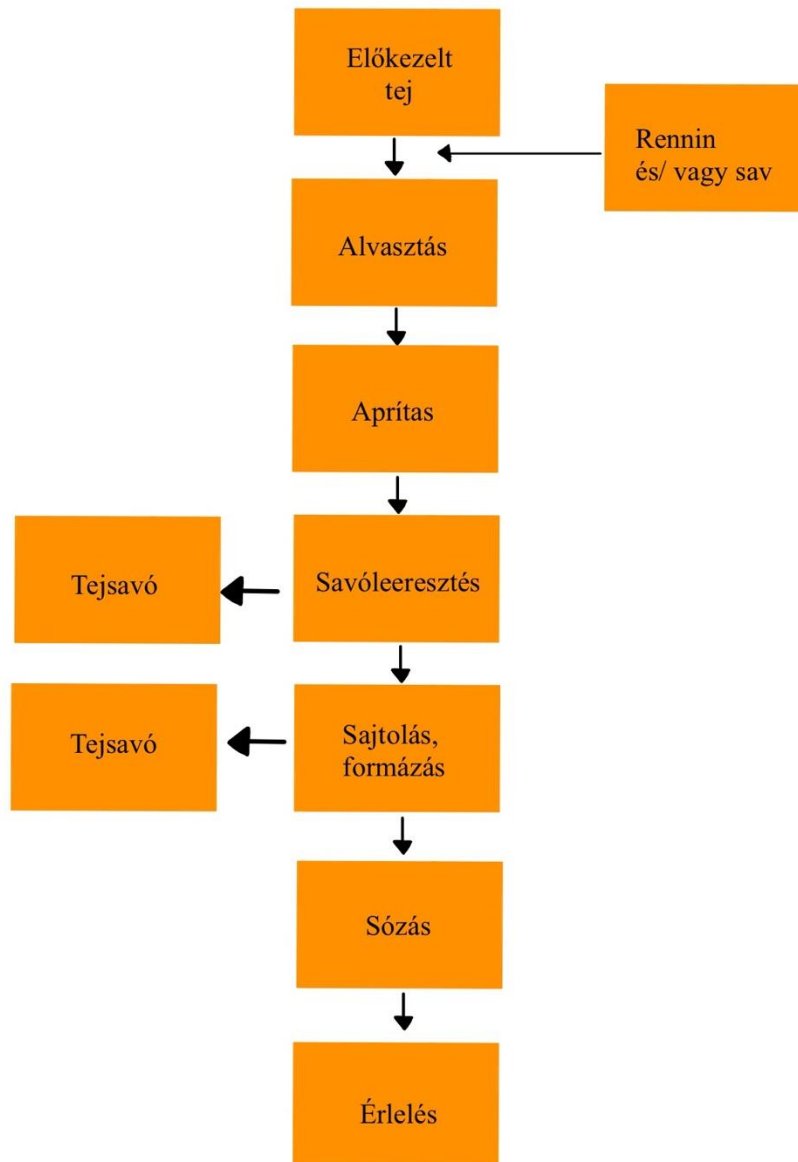 Előkezelt
tej
Rennin
és/ vagy sav
Alvasztás
Aprítas
Tejsavó
Savóleeresztés
Tejsavó
Sajtolás,
formázás
Sózás
Érlelés